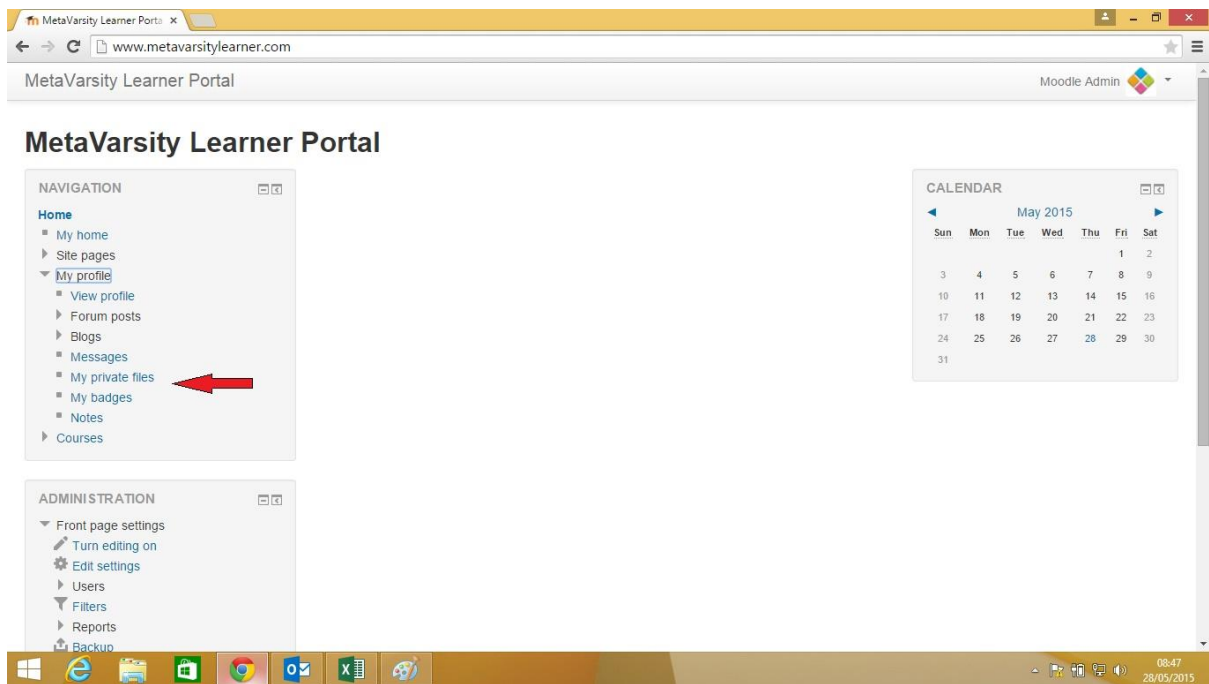 MetaVarsity Learner Porta
www.metavarsitylearner.com
MetaVarsity Learner Portal
Moodle Admin
MetaVarsity Learner Portal
NAVIGATION
Home
My home
Site pages
My profile
View profile
Forum posts
Blogs
Messages
My private files
My badges
Notes
Courses
ADMINISTRATION
Front page settings
Turn editing on
Edit settings
Users
Filters
Reports
Backup
CALENDAR
May 2015
Sun Mon Tue Wed Thu Fri Sat
1 2
3 4 5 6 7 8 9
10 11 12 13 14 15 16
17 18 19 20 21 22 23
24 25 26 27 28 29 30
31
08:47
28/05/2015